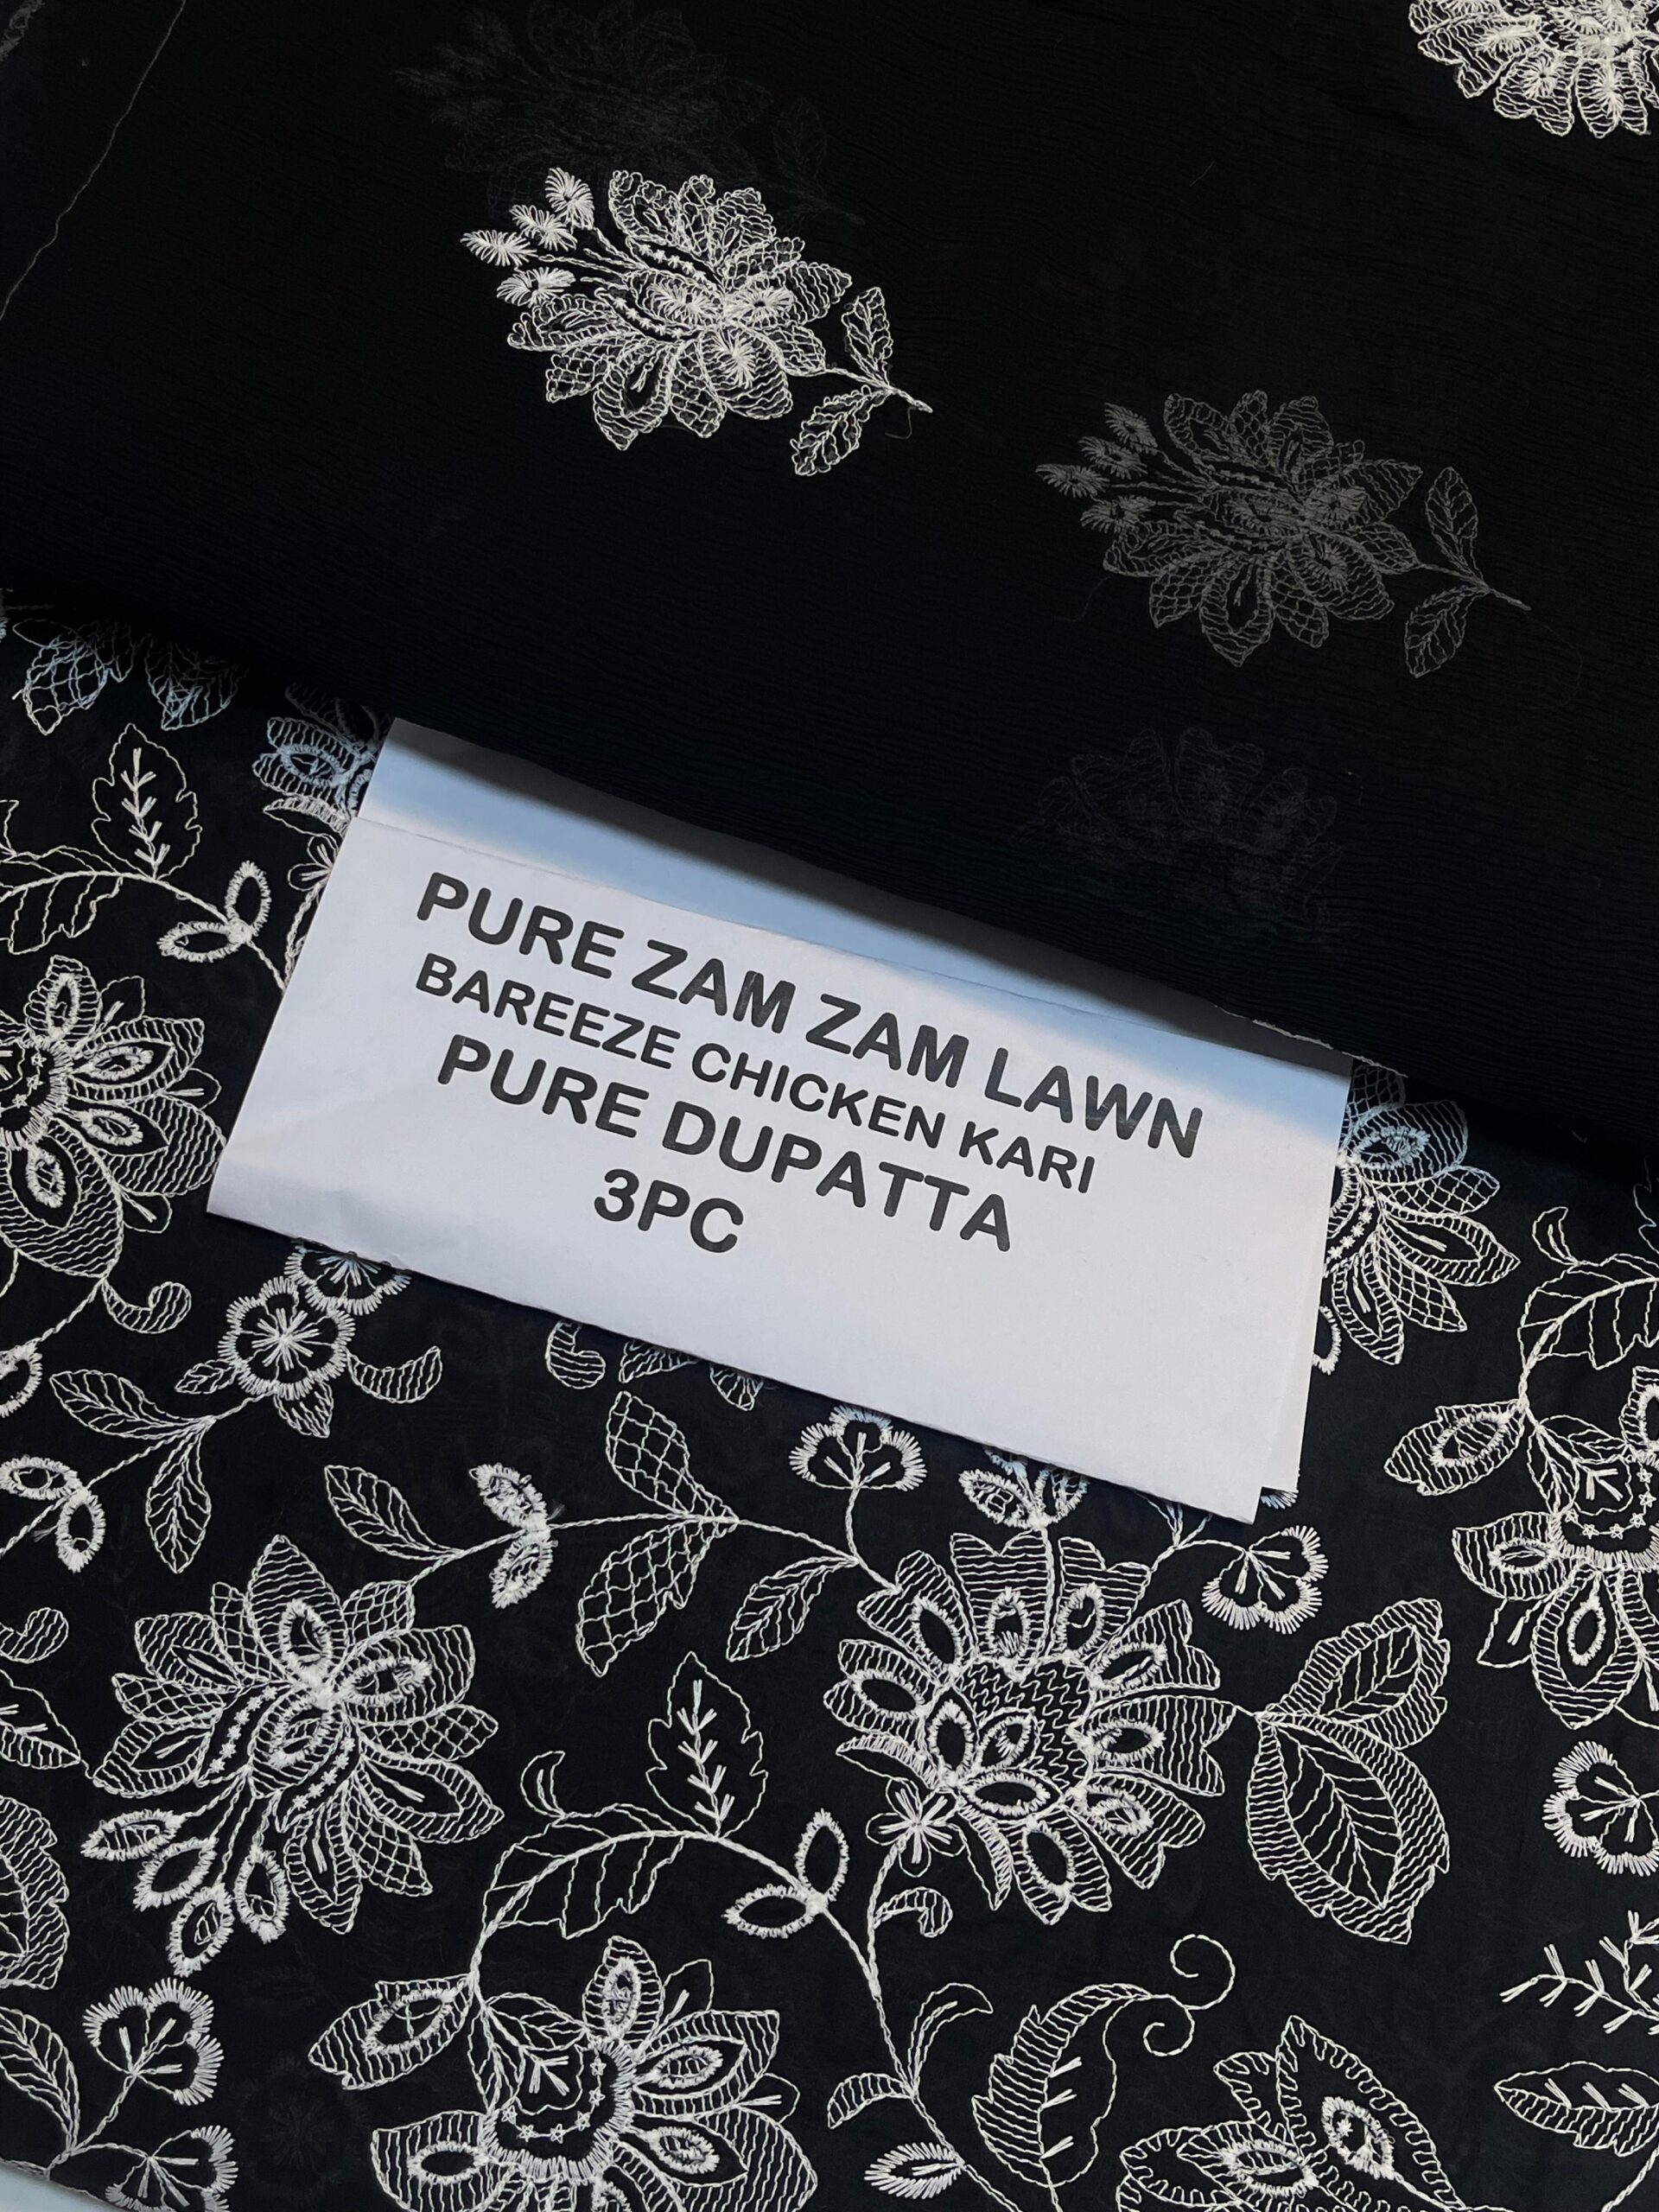 PURE ZAM ZAM LAWN
BAREEZE CHICKEN KARI
PURE DUPATTA
3PC